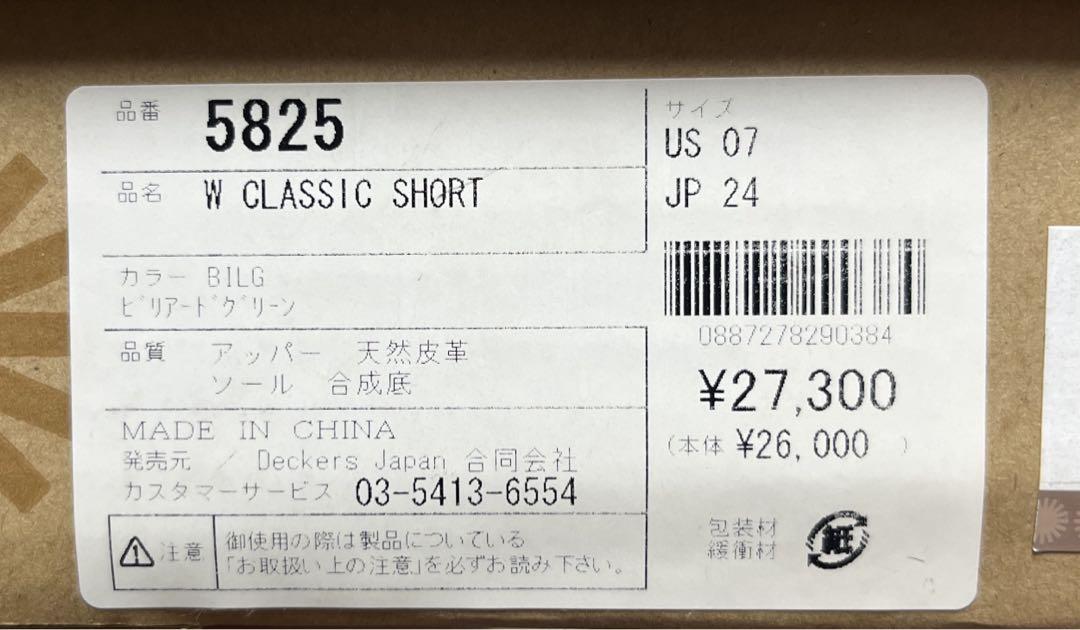 品番 5825
品名 W CLASSIC SHORT
カラー BILG
ビリアードグリーン
品質 アッパー 天然皮革
ソール 合成底
MADE IN CHINA
発売元 / Deckers Japan 合同会社
カスタマーサービス 03-5413-6554
注意
御使用の際は製品についている
「お取扱い上の注意」を必ずお読み下さい。
サイズ
US 07
JP 24
0887278290384
¥27,300
(本体 ¥26,000 )
包装材
緩衝材
紙